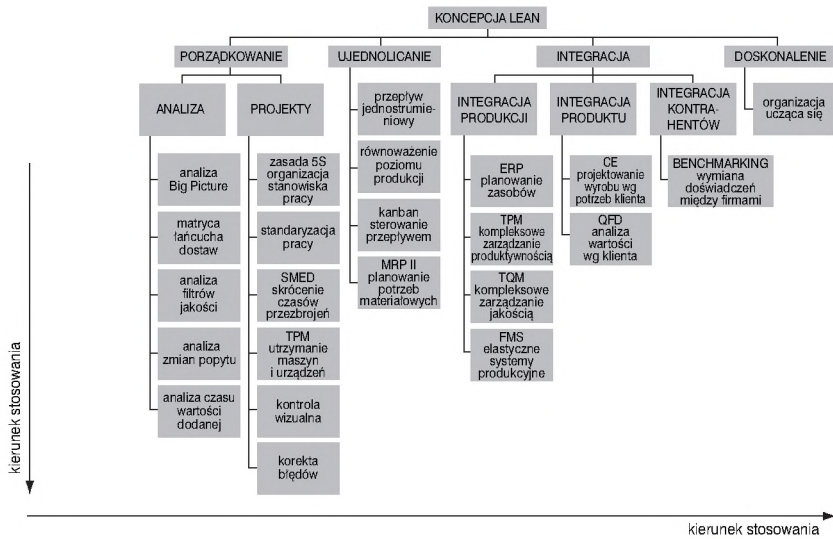 KONCEPCJA LEAN
PORZĄDKOWANIE
UJEDNOLICANIE
INTEGRACJA
DOSKONALENIE
ANALIZA
PROJEKTY
przepływ
jednostrumie-
niowy
INTEGRACJA
PRODUKCJI
INTEGRACJA
PRODUKTU
INTEGRACJA
KONTRA-
HENTÓW
organizacja
ucząca się
analiza
Big Picture
matryca
łańcucha
dostaw
analiza
filtrów
jakości
analiza
zmian popytu
analiza czasu
wartości
dodanej
zasada 5S
organizacja
stanowiska
pracy
standaryzacja
pracy
SMED
skrócenie
czasów
przezbrojeń
TPM
utrzymanie
maszyn
i urządzeń
kontrola
wizualna
korekta
błędów
równoważenie
poziomu
produkcji
kanban
sterowanie
przepływem
MRP II
planowanie
potrzeb
materiałowych
ERP
planowanie
zasobów
TPM
kompleksowe
zarządzanie
produktywnością
TQM
kompleksowe
zarządzanie
jakością
FMS
elastyczne
systemy
produkcyjne
CE
projektowanie
wyrobu wg
potrzeb klienta
QFD
analiza
wartości
wg klienta
BENCHMARKING
wymiana
doświadczeń
między firmami
kierunek stosowania
kierunek stosowania